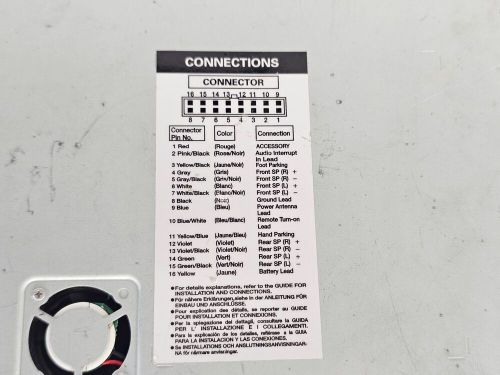 CONNECTIONS
CONNECTOR
16 15 14 13 12 11 10 9
8 7 6 5 4 3 2 1
Connector Pin No. Color Connection
1 Red (Rouge) ACCESSORY
2 Pink/Black (Rose/Noir) Audio Interrupt
in Lead
3 Yellow/Black (Jaune/Noir) Foot Parking
4 Gray (Gris) Front SP (R) +
5 Gray/Black (Gris/Noir) Front SP (R) −
6 White (Blanc) Front SP (L) +
7 White/Black (Blanc/Noir) Front SP (L) −
8 Black (Noir) Ground Lead
9 Blue (Bleu) Power Antenna
Lead
10 Blue/White (Bleu/Blanc) Remote Turn-on
Lead
11 Yellow/Blue (Jaune/Bleu) Hand Parking
12 Violet (Violet) Rear SP (R) +
13 Violet/Black (Violet/Noir) Rear SP (R) −
14 Green (Vert) Rear SP (L) +
15 Green/Black (Vert/Noir) Rear SP (L) −
16 Yellow (Jaune) Battery Lead
●For details explanations, refer to the GUIDE FOR
INSTALLATION AND CONNECTIONS.
●Für nähere Erklärungen,siehe in der ANLEITUNG FÜR
EINBAU UND ANSCHLÜSSE.
●Pour explication des détails, se reporter au GUIDE
POUR INSTALLATION ET CONNEXIONS.
●Per la spiegazione dei dettagli, consultare la GUIDA
PER L' INSTALLAZIONE E I COLLEGAMENTI.
●Para la explicación de los detalles, refiérase a la GUIA
PARA LA INSTALACION Y LAS CONEXIONES.
●Se INSTALLATIONS OCH ANSLUTNINGSANVISNINGAR-
NA för närmare anvisningar.